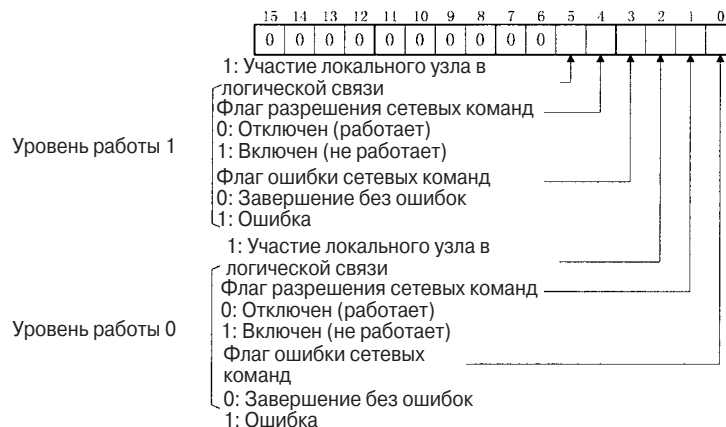 15 14 13 12 11 10 9 8 7 6 5 4 3 2 1 0
0 0 0 0 0 0 0 0 0 0
1: Участие локального узла в
логической связи
Флаг разрешения сетевых команд
0: Отключен (работает)
Уровень работы 1
1: Включен (не работает)
Флаг ошибки сетевых команд
0: Завершение без ошибок
1: Ошибка
1: Участие локального узла в
логической связи
Флаг разрешения сетевых команд
0: Отключен (работает)
Уровень работы 0
1: Включен (не работает)
Флаг ошибки сетевых
команд
0: Завершение без ошибок
1: Ошибка